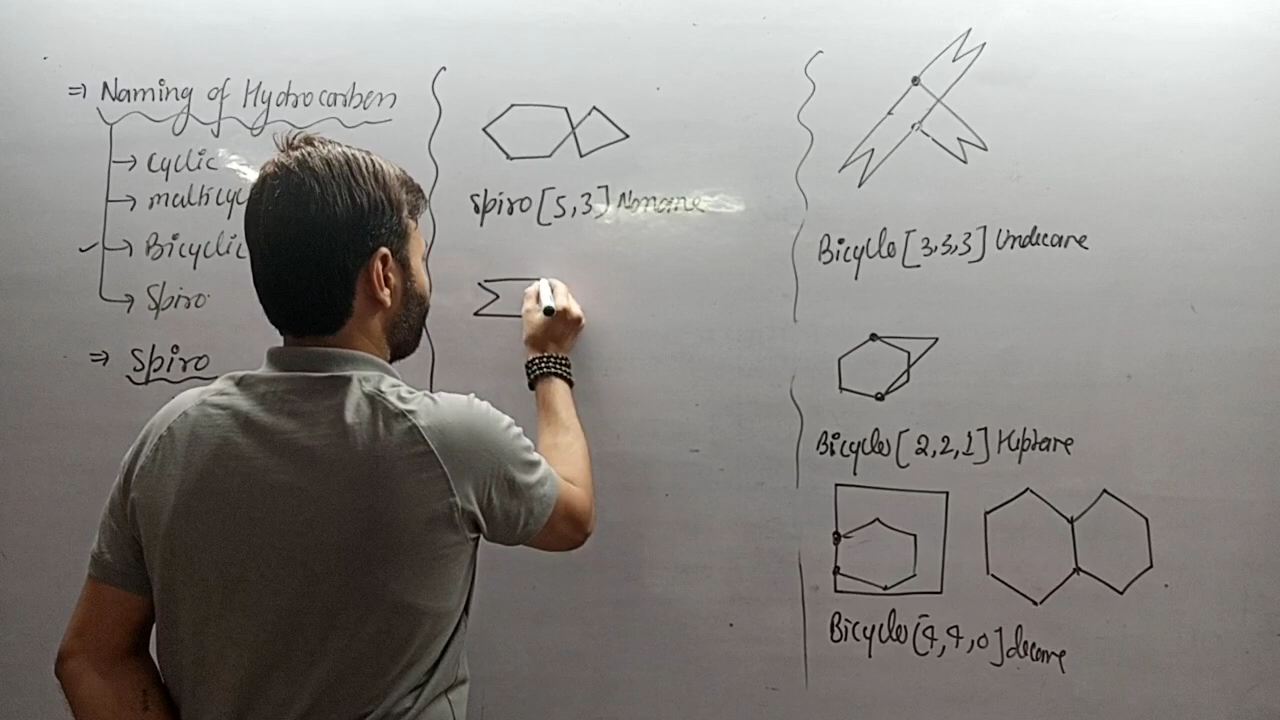 => Naming of Hydrocarben
→ Cyclic
→ multicyc
✓ → Bicyclic
→ Spiro
=> Spiro
Spiro [5,3] Nonane
Bicyclo [3,3,3] Undecane
Bicyclo [2,2,1] Heptane
Bicyclo [4,4,0] decane